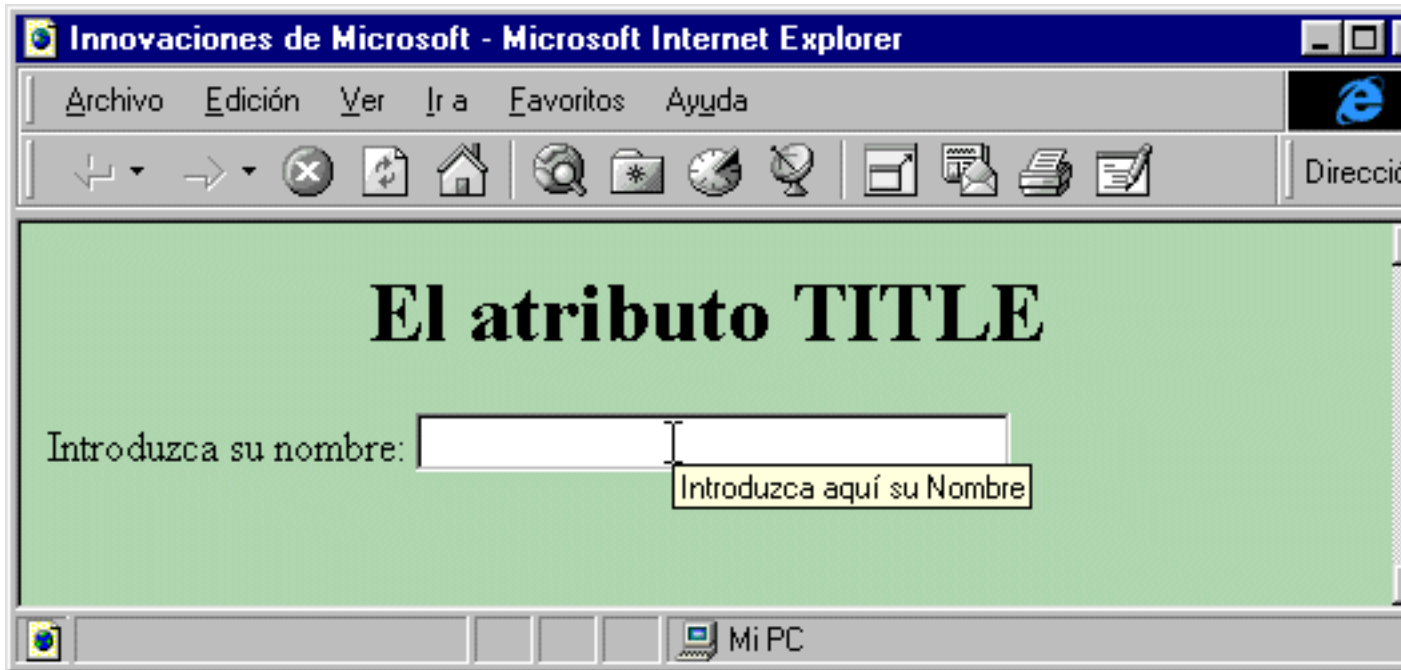 Innovaciones de Microsoft - Microsoft Internet Explorer
Archivo Edición Ver Ir a Favoritos Ayuda
Direcció
El atributo TITLE
Introduzca su nombre:
Introduzca aquí su Nombre
Mi PC